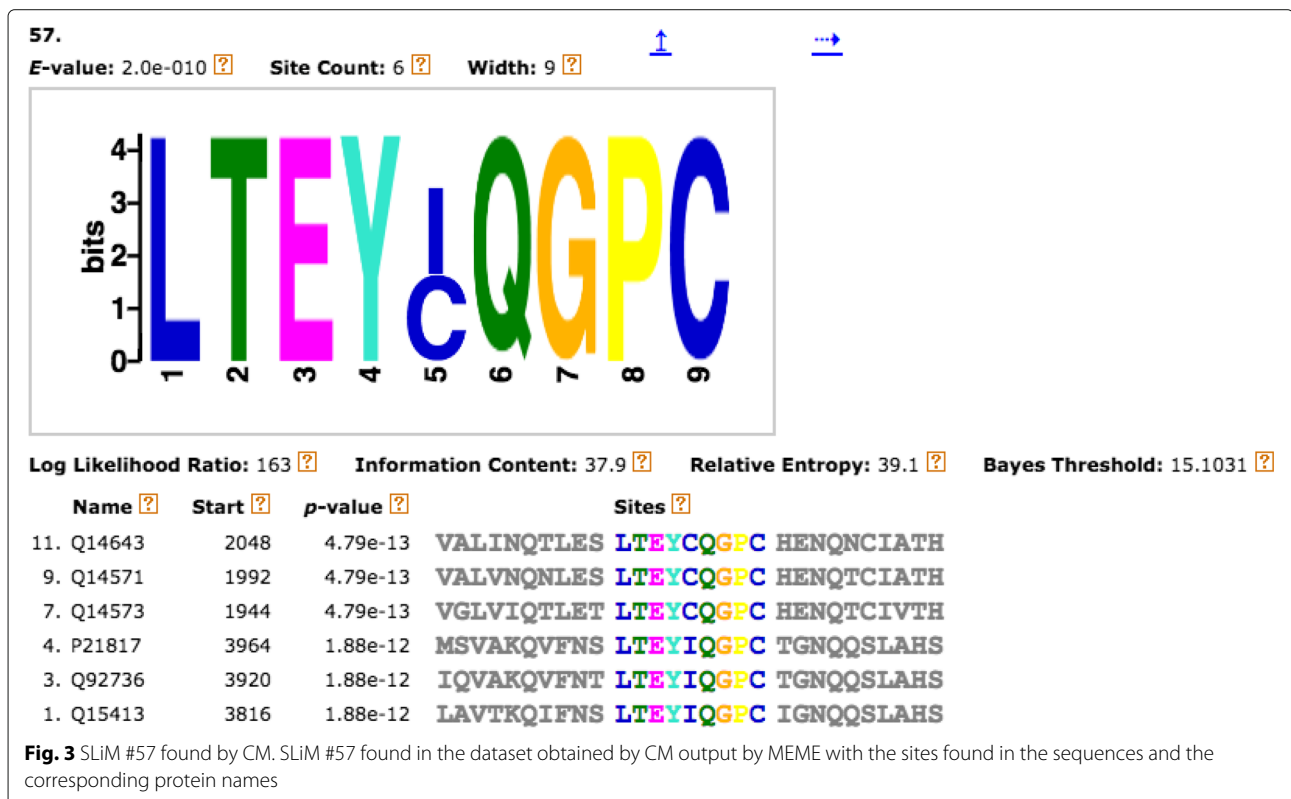 57.
E-value: 2.0e-010 ? Site Count: 6 ? Width: 9 ?
bits
4
3
2
1
0
LTEYIQGPC
C
1 2 3 4 5 6 7 8 9
Log Likelihood Ratio: 163 ? Information Content: 37.9 ? Relative Entropy: 39.1 ? Bayes Threshold: 15.1031 ?
Name ? Start ? p-value ? Sites ?
11. Q14643 2048 4.79e-13 VALINQTLES LTEYCQGPC HENQNCIATH
9. Q14571 1992 4.79e-13 VALVNQNLES LTEYCQGPC HENQTCIATH
7. Q14573 1944 4.79e-13 VGLVIQTLET LTEYCQGPC HENQTCIVTH
4. P21817 3964 1.88e-12 MSVAKQVFNS LTEYIQGPC TGNQQSLAHS
3. Q92736 3920 1.88e-12 IQVAKQVFNT LTEYIQGPC TGNQQSLAHS
1. Q15413 3816 1.88e-12 LAVTKQIFNS LTEYIQGPC IGNQQSLAHS
Fig. 3 SLiM #57 found by CM. SLiM #57 found in the dataset obtained by CM output by MEME with the sites found in the sequences and the
corresponding protein names